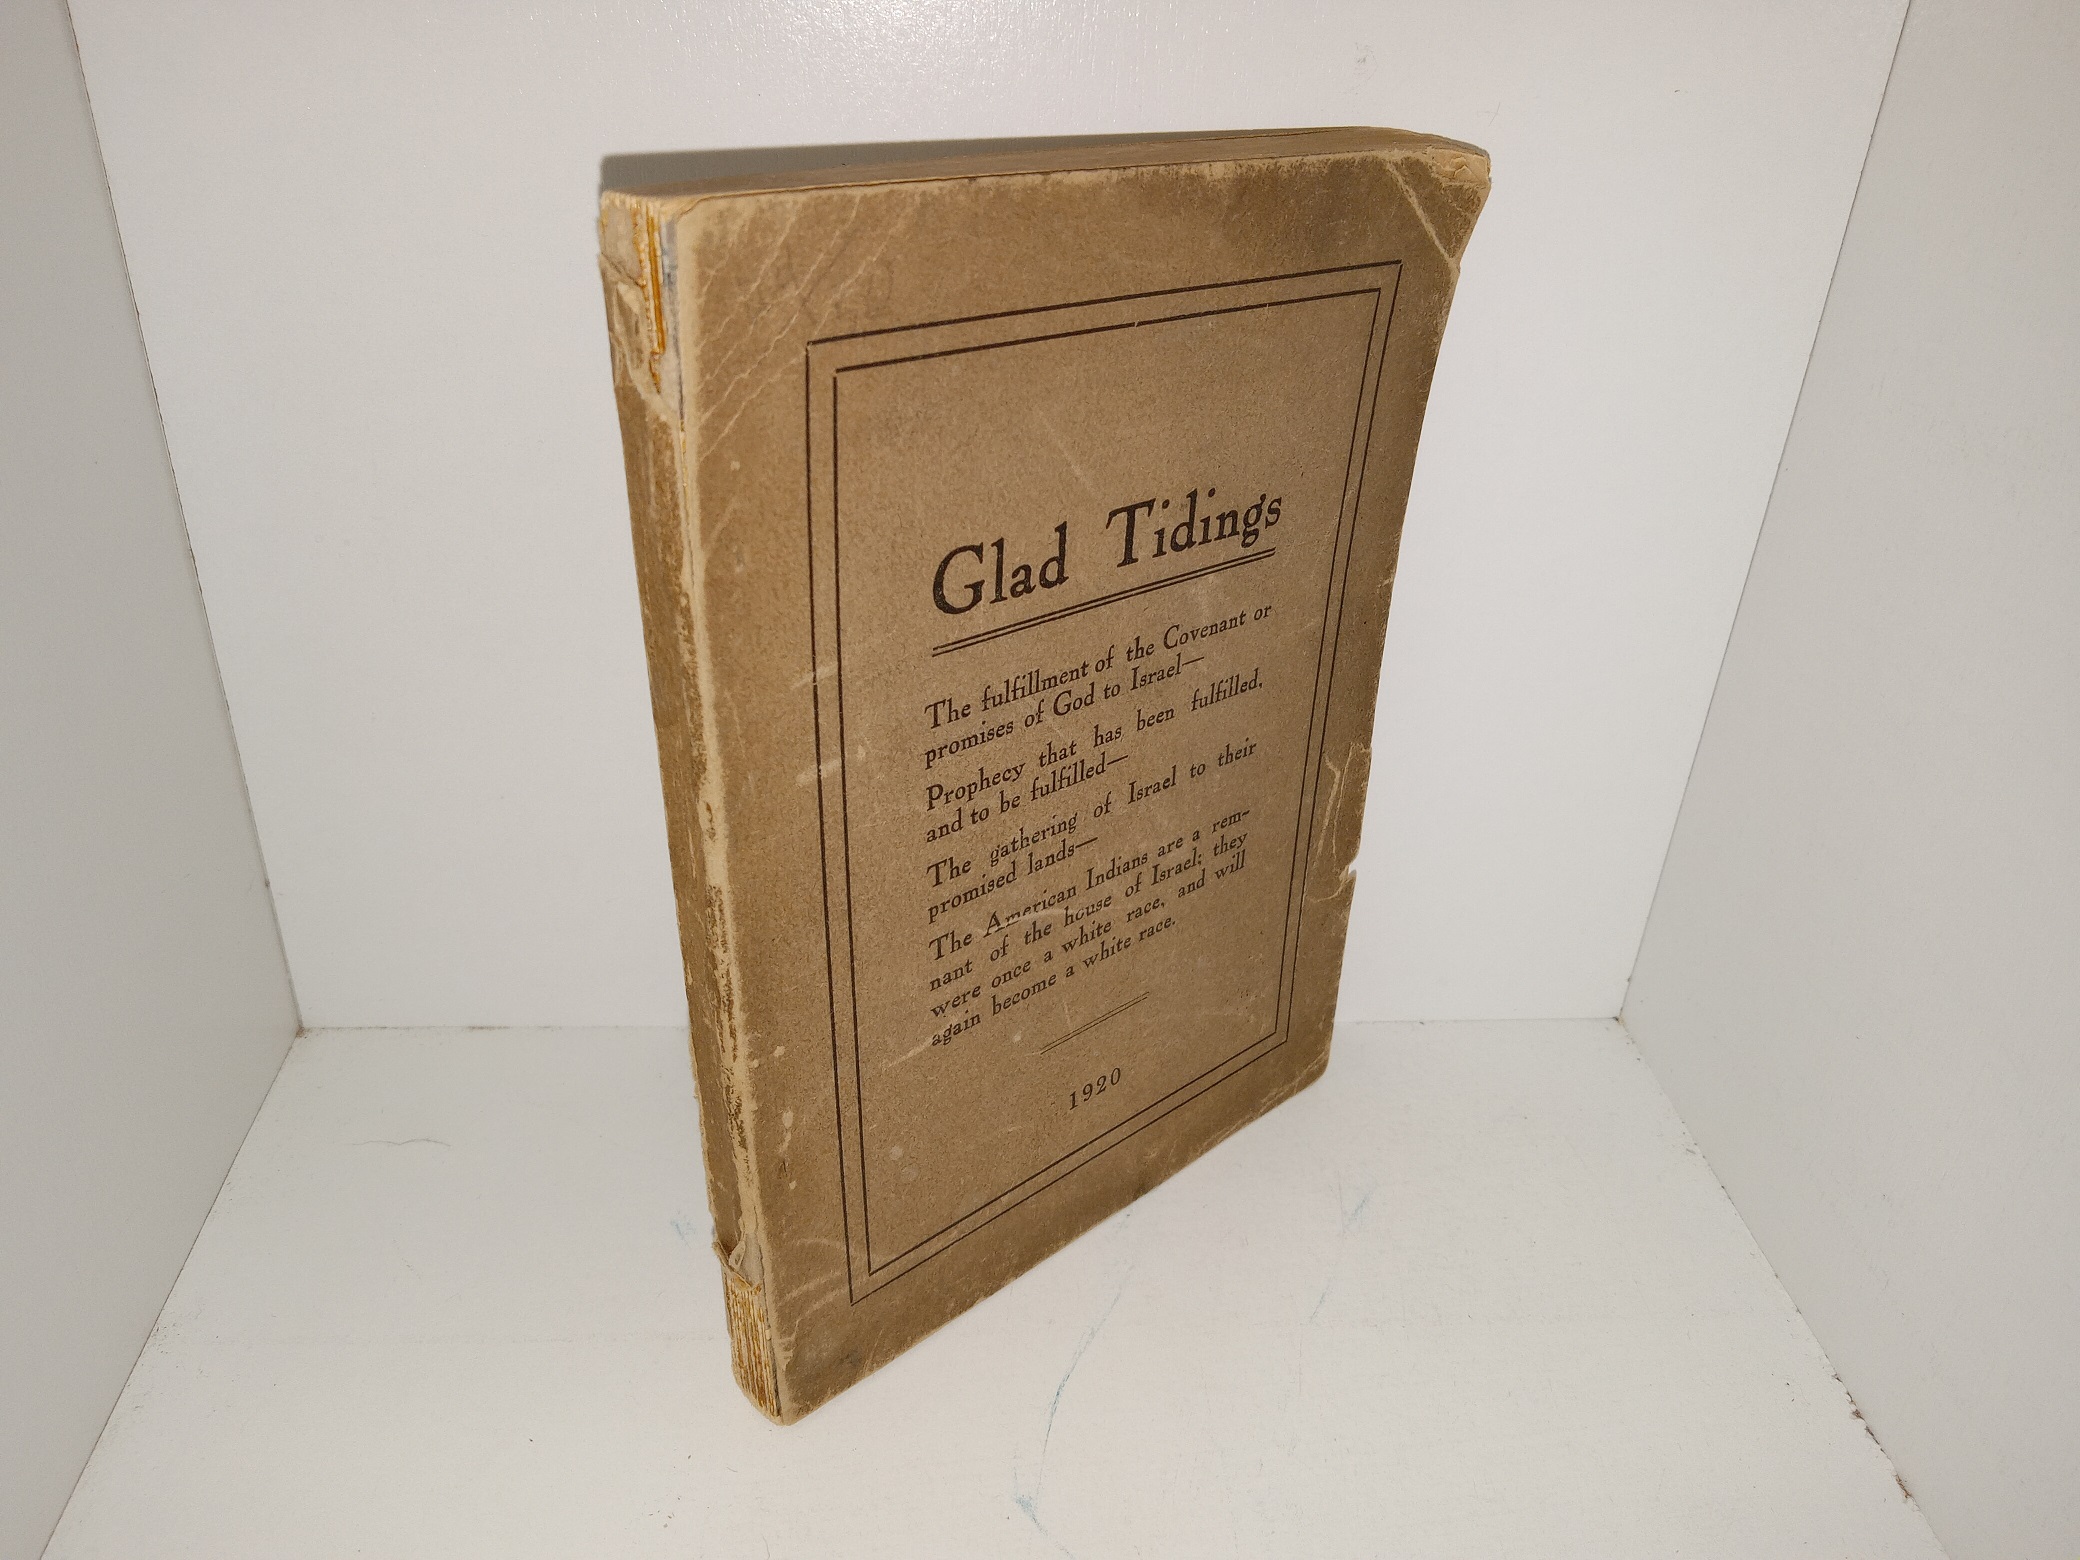 Glad Tidings
The fulfillment of the Covenant or
promises of God to Israel—
Prophecy that has been fulfilled,
and to be fulfilled—
The gathering of Israel to their
promised lands—
The American Indians are a rem-
nant of the house of Israel; they
were once a white race, and will
again become a white race.
1920